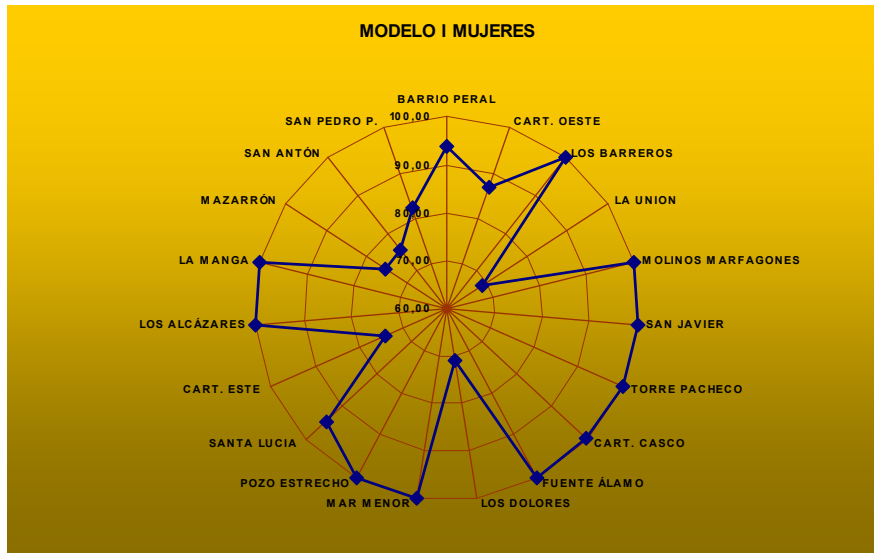 MODELO I MUJERES
BARRIO PERAL
100,00
SAN PEDRO P.
CART. OESTE
SAN ANTÓN
LOS BARREROS
90,00
MAZARRÓN
LA UNION
80,00
LA MANGA
70,00
MOLINOS MARFAGONES
60,00
LOS ALCÁZARES
SAN JAVIER
CART. ESTE
TORRE PACHECO
SANTA LUCIA
CART. CASCO
POZO ESTRECHO
FUENTE ÁLAMO
MAR MENOR
LOS DOLORES